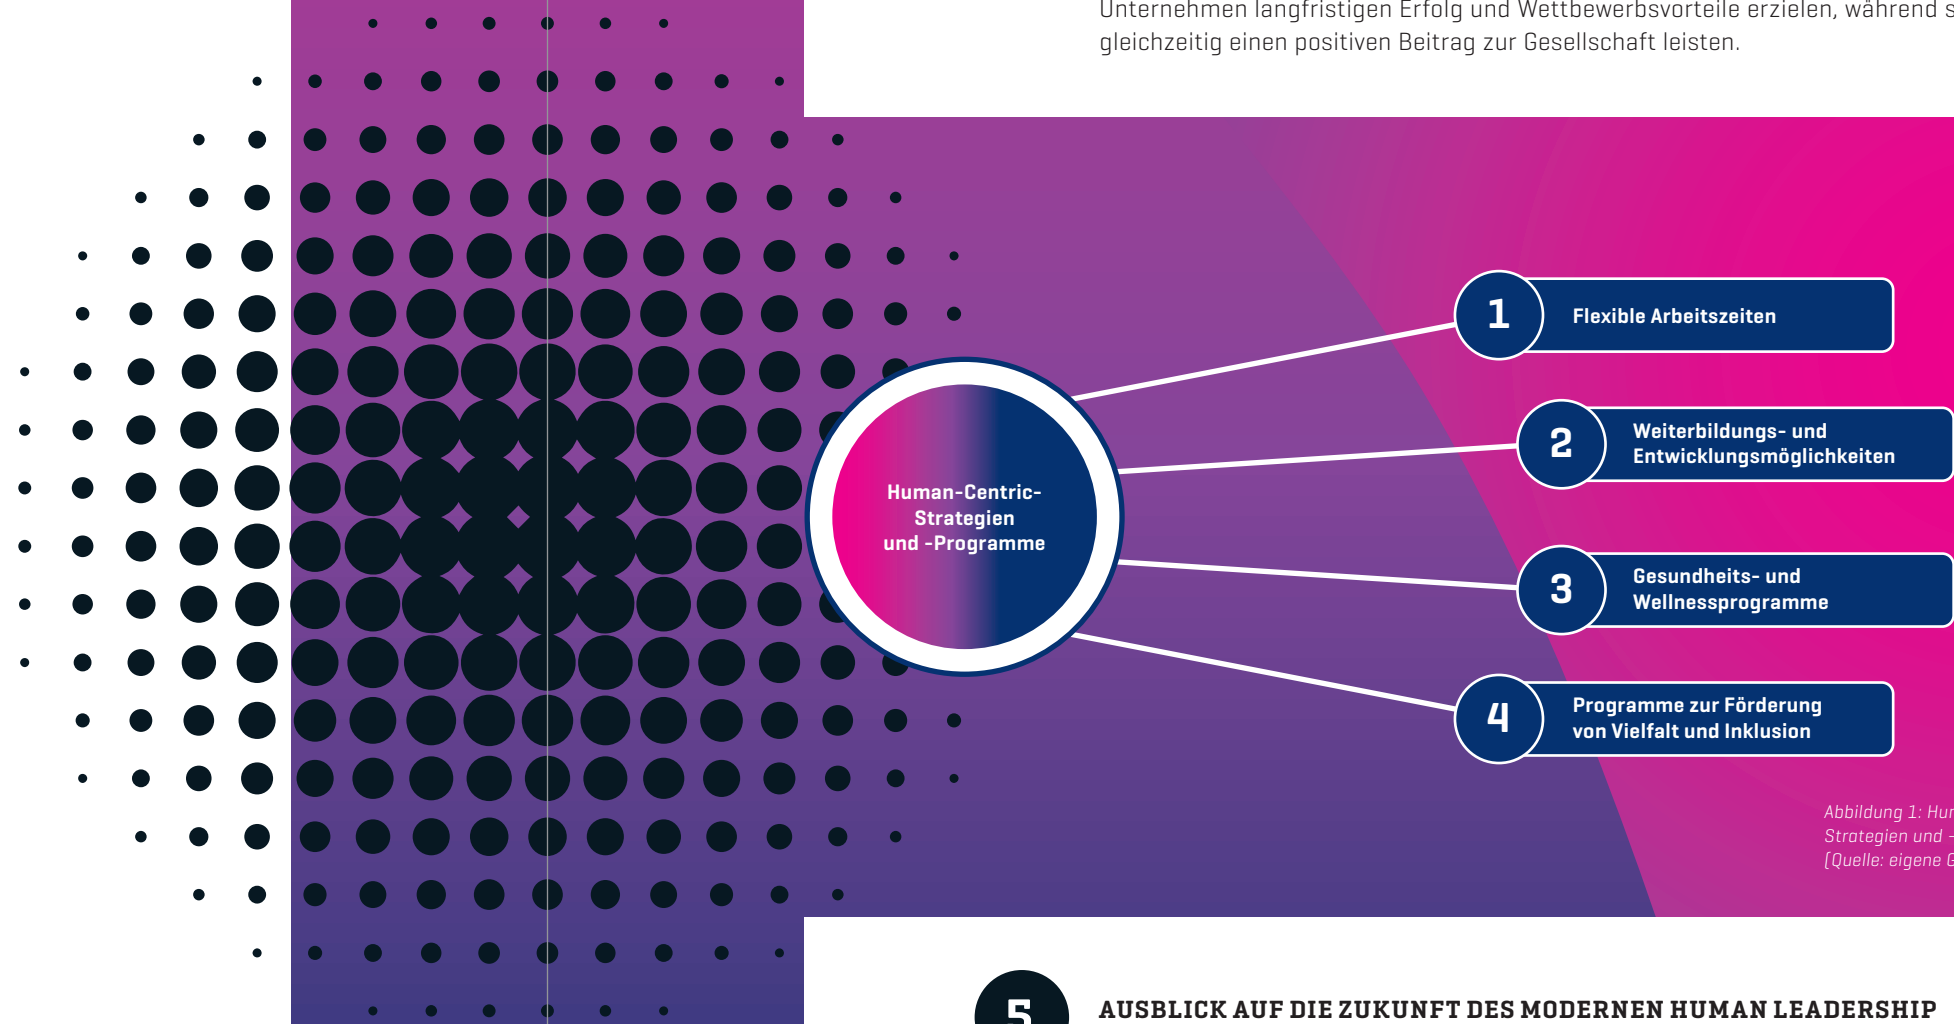 Unternehmen langfristigen Erfolg und Wettbewerbsvorteile erzielen, während
gleichzeitig einen positiven Beitrag zur Gesellschaft leisten.
Human-Centric-
Strategien
und -Programme
1
Flexible Arbeitszeiten
2
Weiterbildungs- und
Entwicklungsmöglichkeiten
3
Gesundheits- und
Wellnessprogramme
4
Programme zur Förderung
von Vielfalt und Inklusion
Abbildung 1:
Strategien und
(Quelle: eigene
5
AUSBLICK AUF DIE ZUKUNFT DES MODERNEN HUMAN LEADERSHIP